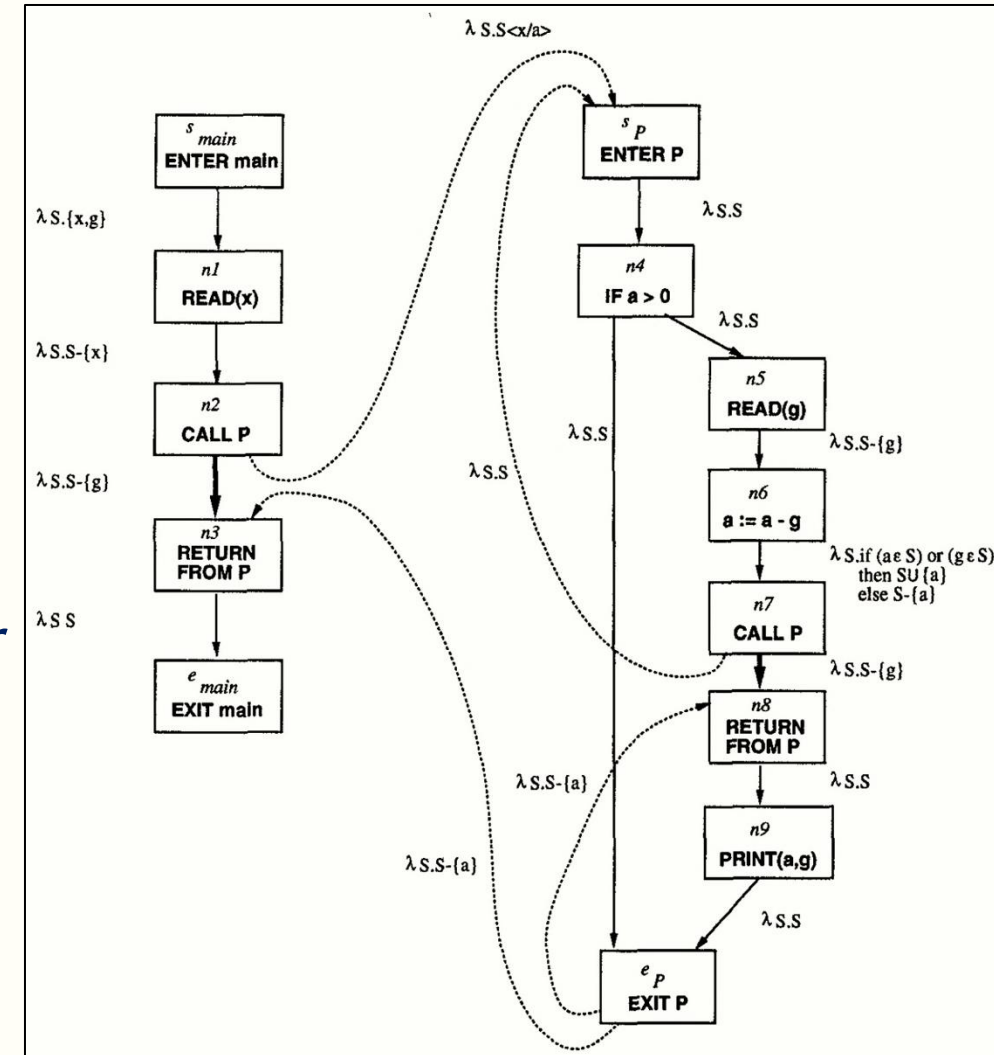 λ S.S<x/a>
s main
ENTER main
λ S.{x,g}
n1
READ(x)
λ S.S-{x}
n2
CALL P
λ S.S-{g}
n3
RETURN
FROM P
λ S S
e main
EXIT main
s P
ENTER P
λ S.S
n4
IF a > 0
λ S.S
n5
READ(g)
λ S.S
λ S.S
λ S.S-{g}
n6
a := a - g
λ S.if (a ε S) or (g ε S)
then S∪{a}
else S-{a}
n7
CALL P
λ S.S-{g}
n8
RETURN
FROM P
λ S.S-{a}
λ S.S
n9
PRINT(a,g)
λ S.S-{a}
λ S.S
e P
EXIT P